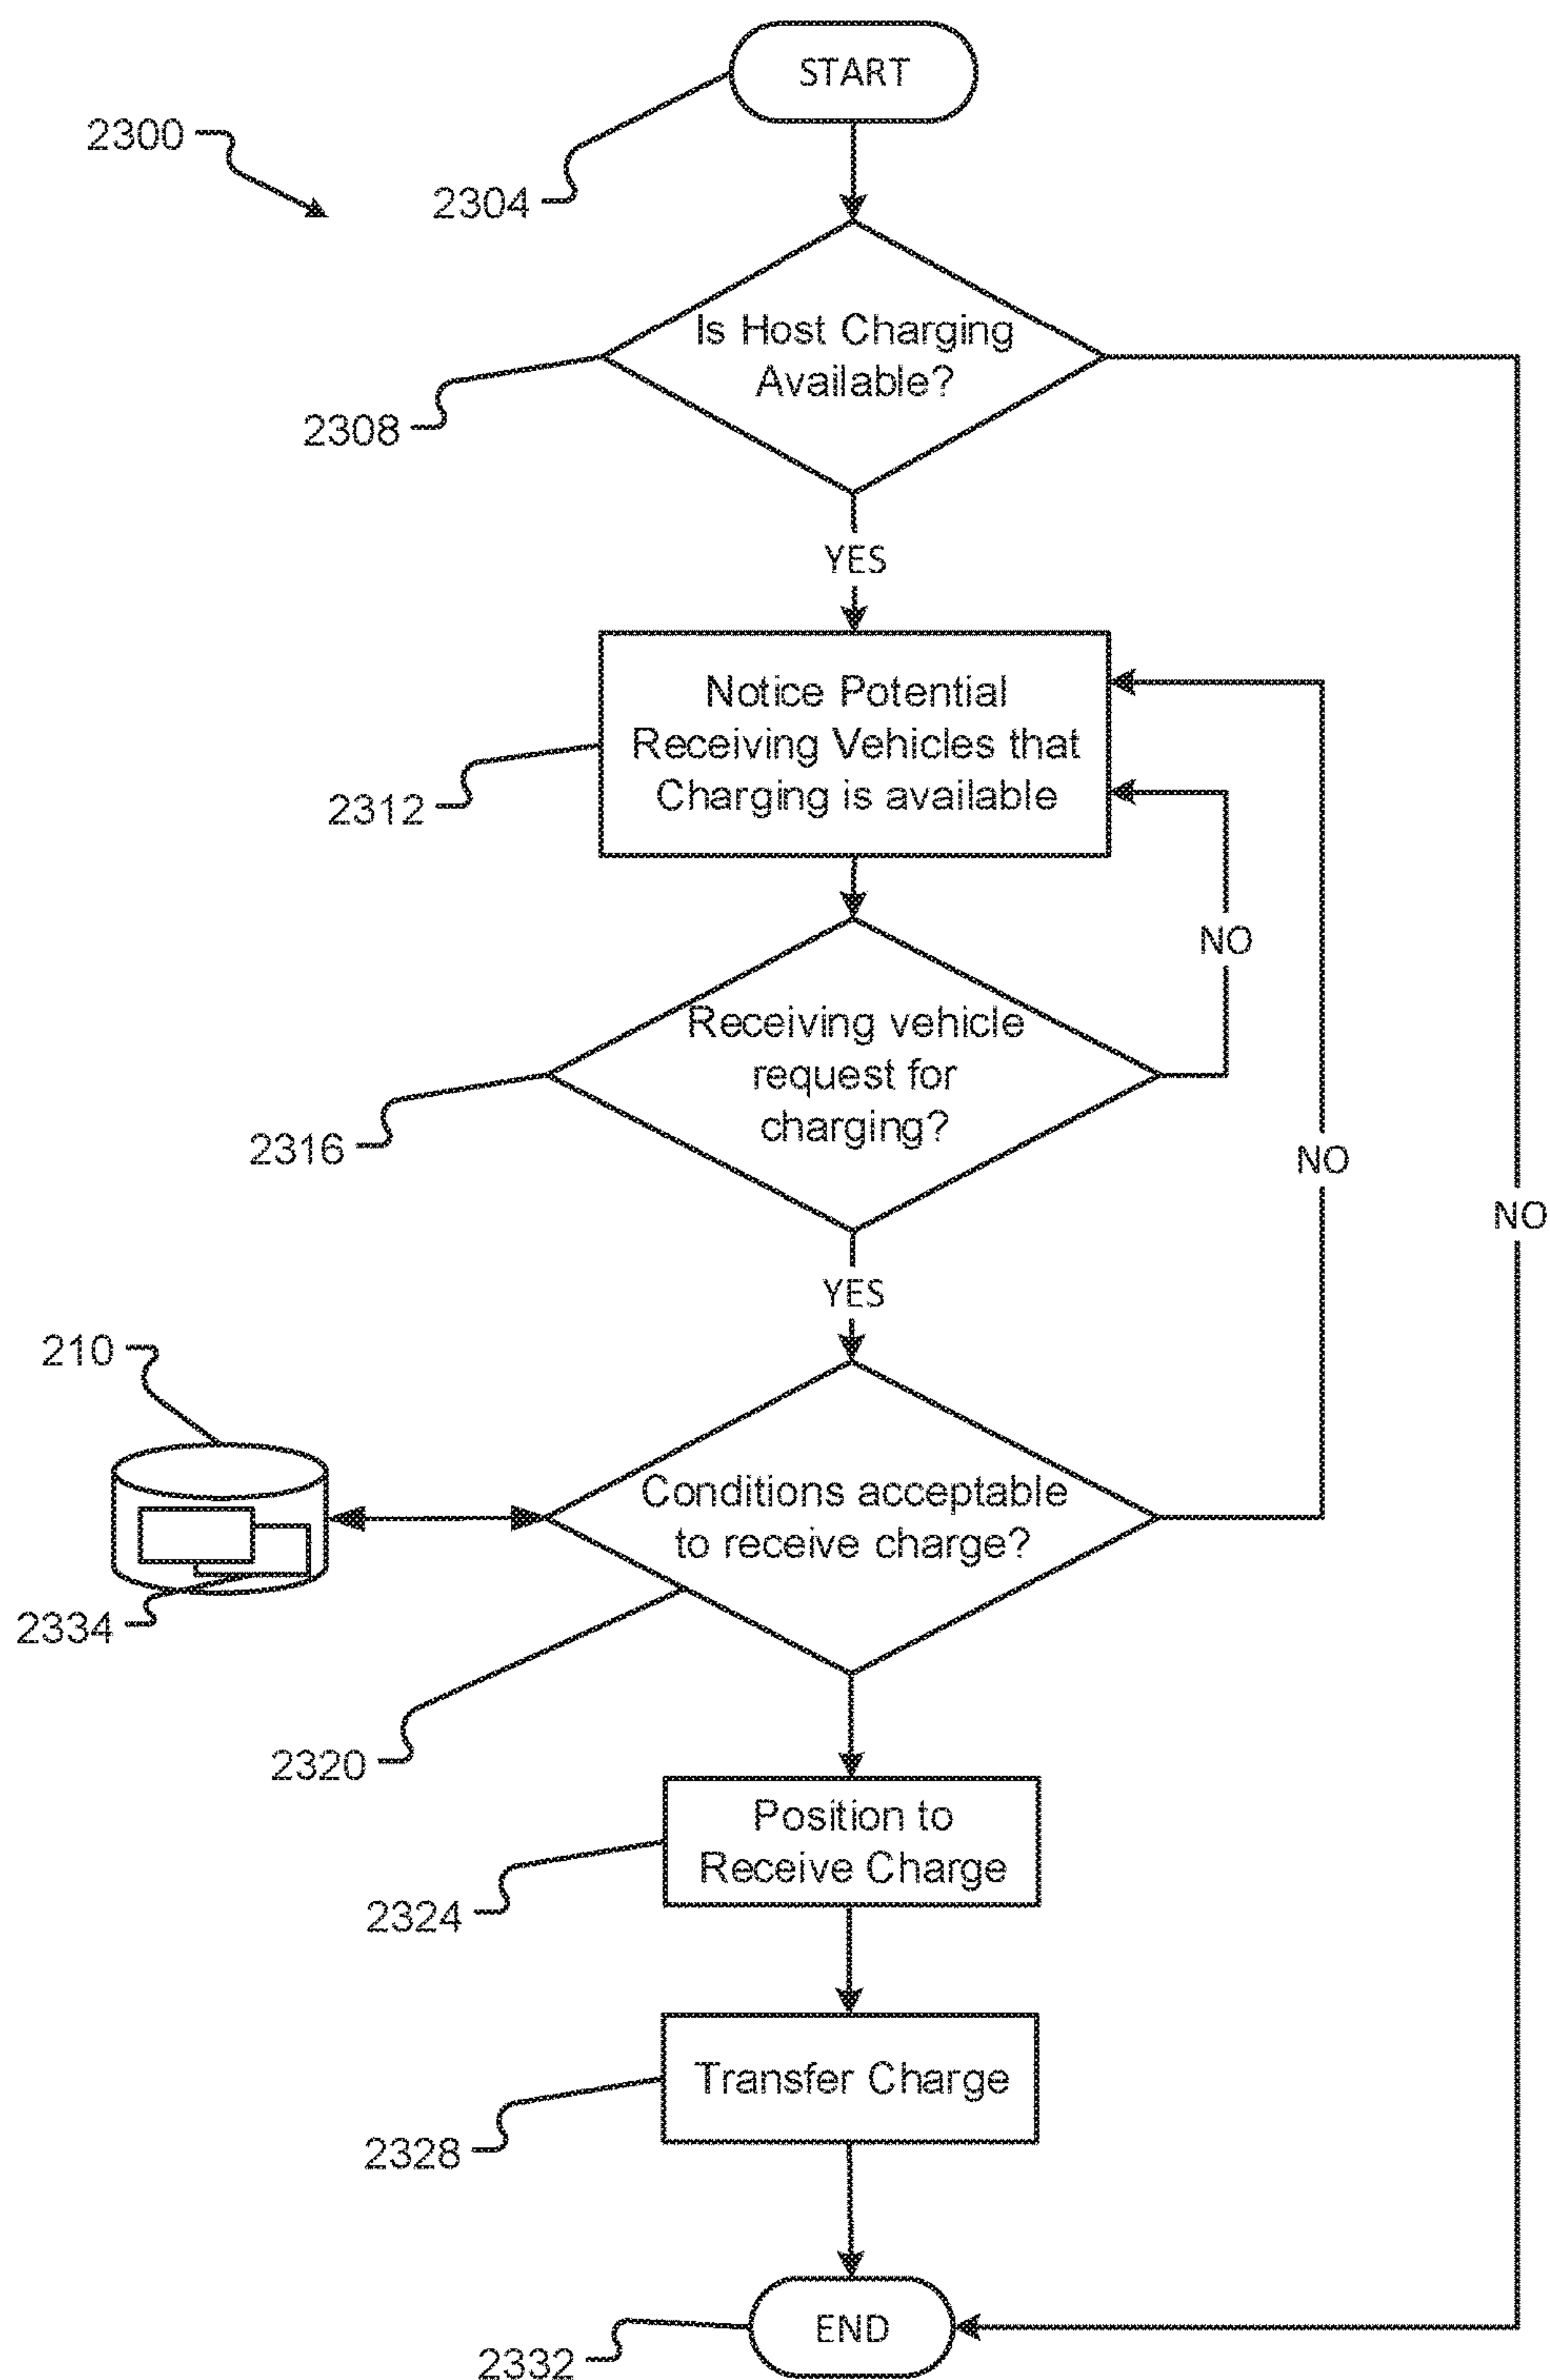 START
2300
2304
Is Host Charging
Available?
2308
YES
Notice Potential
Receiving Vehicles that
Charging is available
2312
NO
Receiving vehicle
request for
charging?
2316
NO
NO
YES
210
Conditions acceptable
to receive charge?
2334
2320
Position to
Receive Charge
2324
Transfer Charge
2328
END
2332